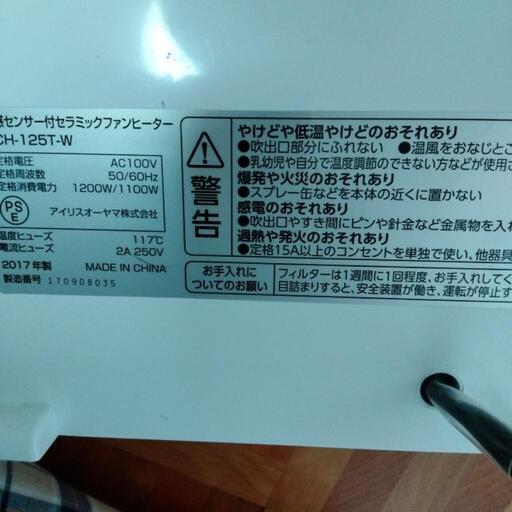 感センサー付セラミックファンヒーター
CH-125T-W
定格電圧 AC100V
定格周波数 50/60Hz
定格消費電力 1200W/1100W
PSE
アイリスオーヤマ株式会社
温度ヒューズ 117℃
電流ヒューズ 2A 250V
2017年製 MADE IN CHINA
製造番号 170908035
警告
やけどや低温やけどのおそれあり
●吹出口部分にふれない ●温風をおなじとこ
●乳幼児や自分で温度調節のできない方などが使用さ
爆発や火災のおそれあり
●スプレー缶などを本体の近くに置かない
感電のおそれあり
●吹出口やすき間にピンや針金など金属物を入れ
過熱や発火のおそれあり
●定格15A以上のコンセントを単独で使い、他器具
お手入れに
ついてのお願い
フィルターは1週間に1回程度、お手入れしてく
目詰まりすると、安全装置が働き、運転が停止す